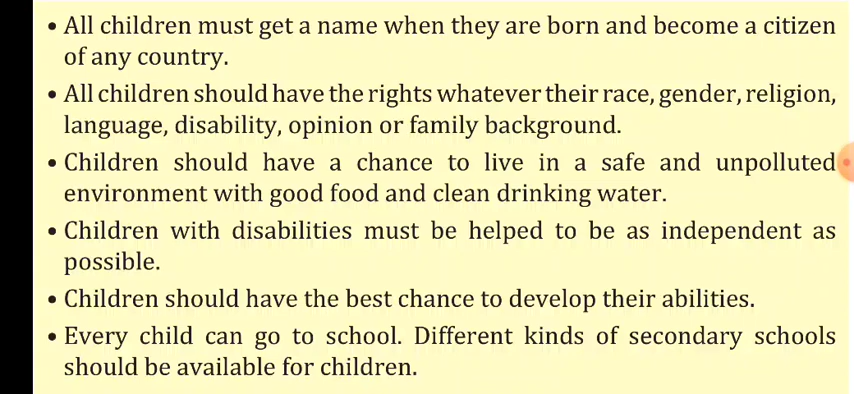 • All children must get a name when they are born and become a citizen
of any country.
• All children should have the rights whatever their race, gender, religion,
language, disability, opinion or family background.
• Children should have a chance to live in a safe and unpolluted
environment with good food and clean drinking water.
• Children with disabilities must be helped to be as independent as
possible.
• Children should have the best chance to develop their abilities.
• Every child can go to school. Different kinds of secondary schools
should be available for children.